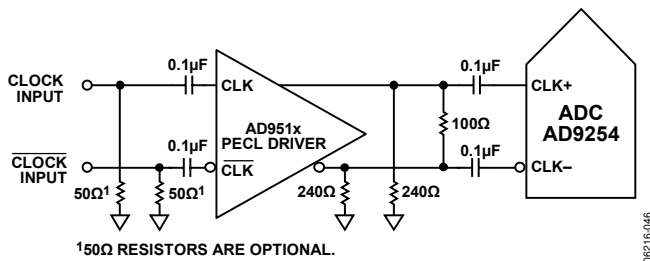 CLOCK
INPUT
0.1µF
CLK
AD951x
PECL DRIVER
0.1µF
CLK+
ADC
AD9254
100Ω
CLOCK
INPUT
0.1µF
CLK
0.1µF
CLK–
50Ω¹
50Ω¹
240Ω
240Ω
¹50Ω RESISTORS ARE OPTIONAL.
06216-046